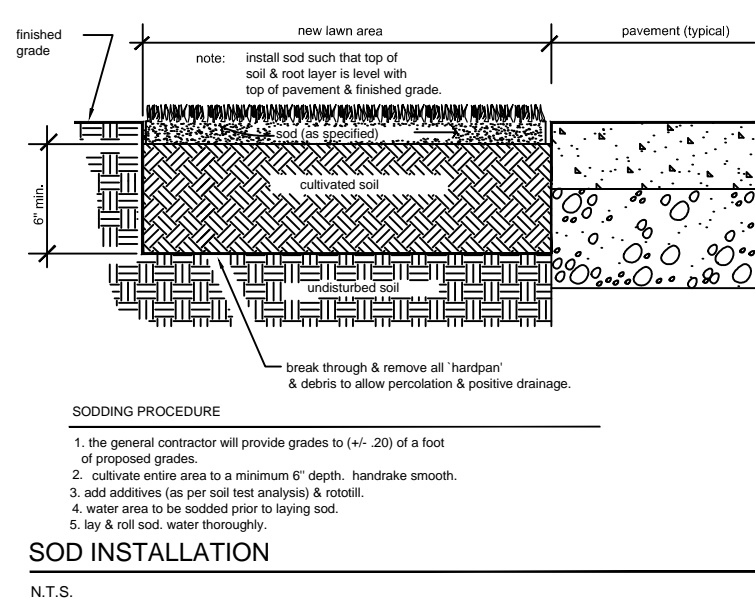 finished
grade
new lawn area
pavement (typical)
note: install sod such that top of
soil & root layer is level with
top of pavement & finished grade.
sod (as specified)
cultivated soil
6" min.
undisturbed soil
break through & remove all `hardpan'
& debris to allow percolation & positive drainage.
SODDING PROCEDURE
1. the general contractor will provide grades to (+/- .20) of a foot
of proposed grades.
2. cultivate entire area to a minimum 6" depth. handrake smooth.
3. add additives (as per soil test analysis) & rototill.
4. water area to be sodded prior to laying sod.
5. lay & roll sod. water thoroughly.
SOD INSTALLATION
N.T.S.